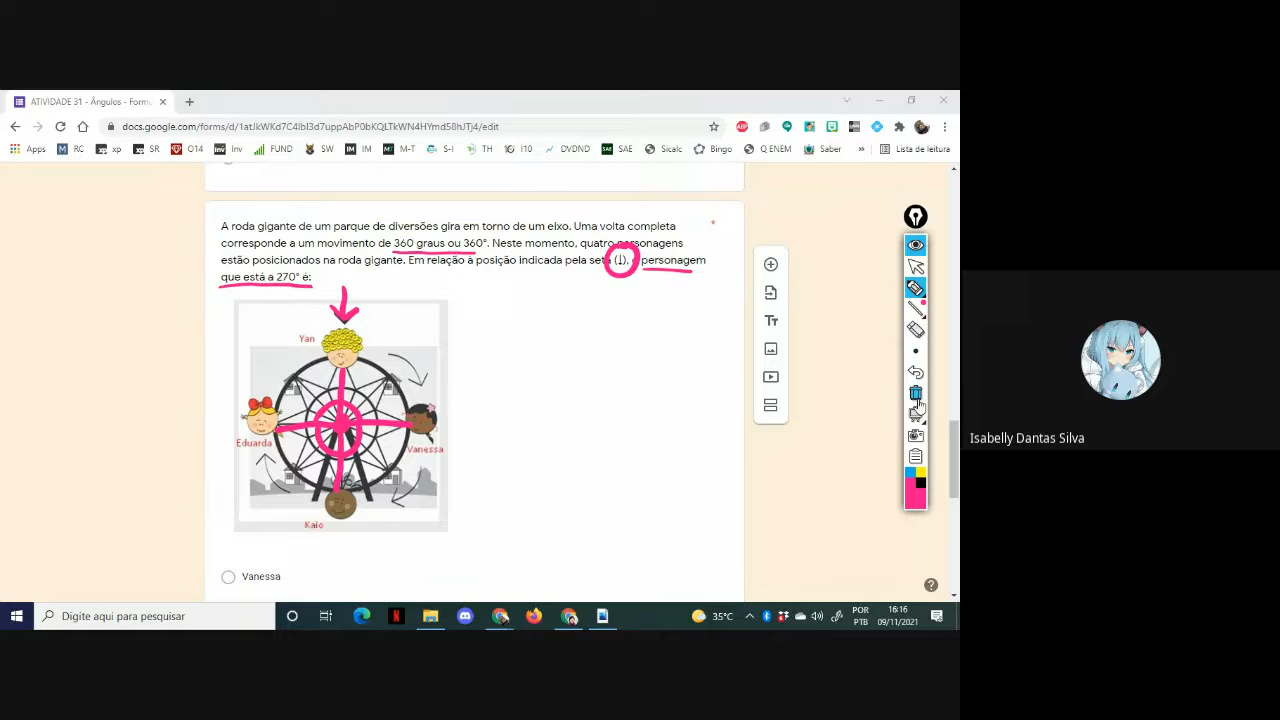 ATIVIDADE 31 - Ângulos - Formu
docs.google.com/forms/d/1atJkWKd7C4lbI3d7uppAbP0bKQLTkWN4HYmd58hJTj4/edit
Apps RC xp SR O14 Inv FUND SW IM M-T S-I TH I10 DVDND SAE Sicalc Bingo Q ENEM Saber » Lista de leitura
A roda gigante de um parque de diversões gira em torno de um eixo. Uma volta completa *
corresponde a um movimento de 360 graus ou 360°. Neste momento, quatro personagens
estão posicionados na roda gigante. Em relação à posição indicada pela seta (↓), o personagem
que está a 270° é:
Yan
Eduarda
Vanessa
Kaio
Vanessa
Isabelly Dantas Silva
Digite aqui para pesquisar
35°C
POR
PTB
16:16
09/11/2021